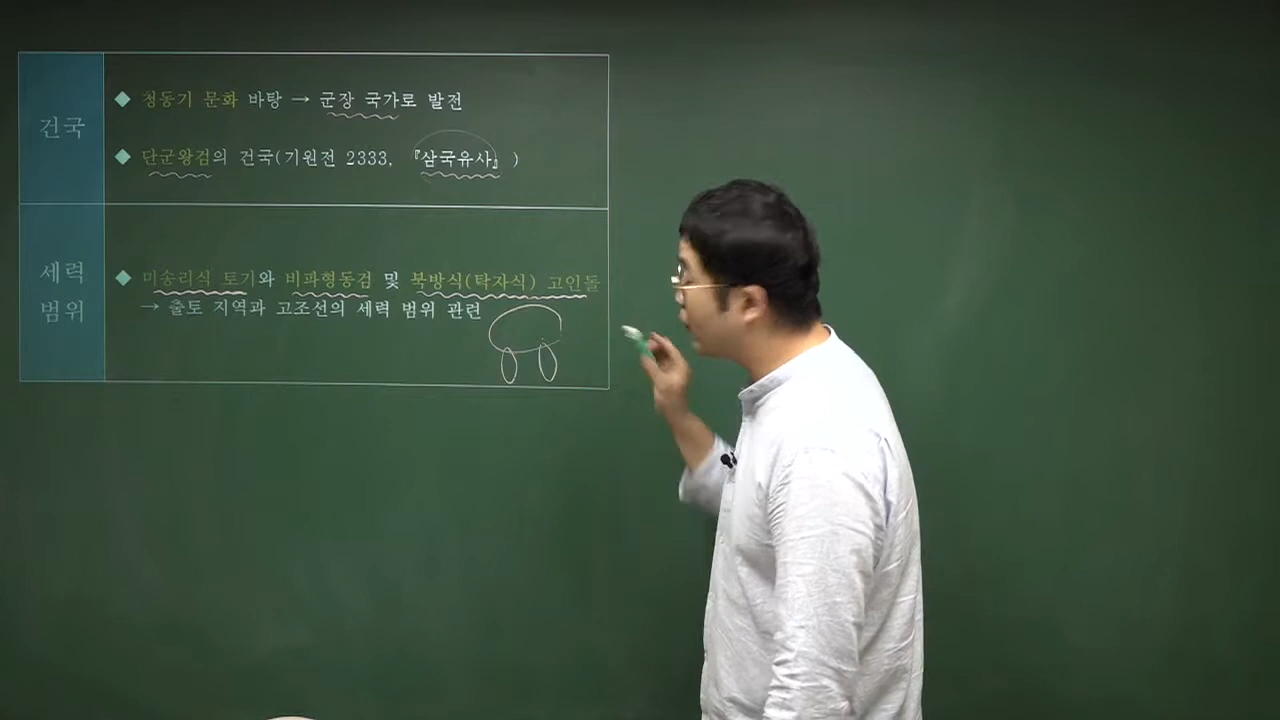 건국
◆ 청동기 문화 바탕 → 군장 국가로 발전
◆ 단군왕검의 건국(기원전 2333, 『삼국유사』)
세력
범위
◆ 미송리식 토기와 비파형동검 및 북방식(탁자식) 고인돌
→ 출토 지역과 고조선의 세력 범위 관련